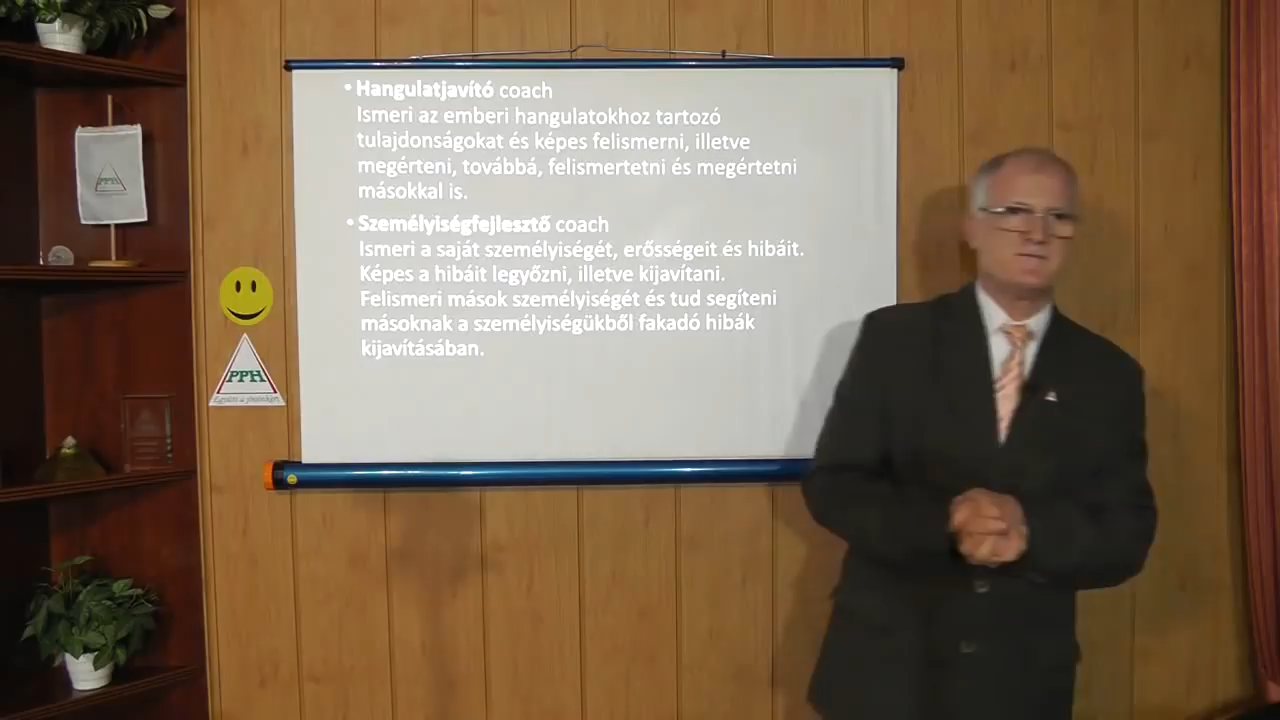 • Hangulatjavító coach
Ismeri az emberi hangulatokhoz tartozó
tulajdonságokat és képes felismerni, illetve
megérteni, továbbá, felismertetni és megértetni
másokkal is.
• Személyiségfejlesztő coach
Ismeri a saját személyiségét, erősségeit és hibáit.
Képes a hibáit legyőzni, illetve kijavítani.
Felismeri mások személyiségét és tud segíteni
másoknak a személyiségükből fakadó hibák
kijavításában.
PPH
PPH